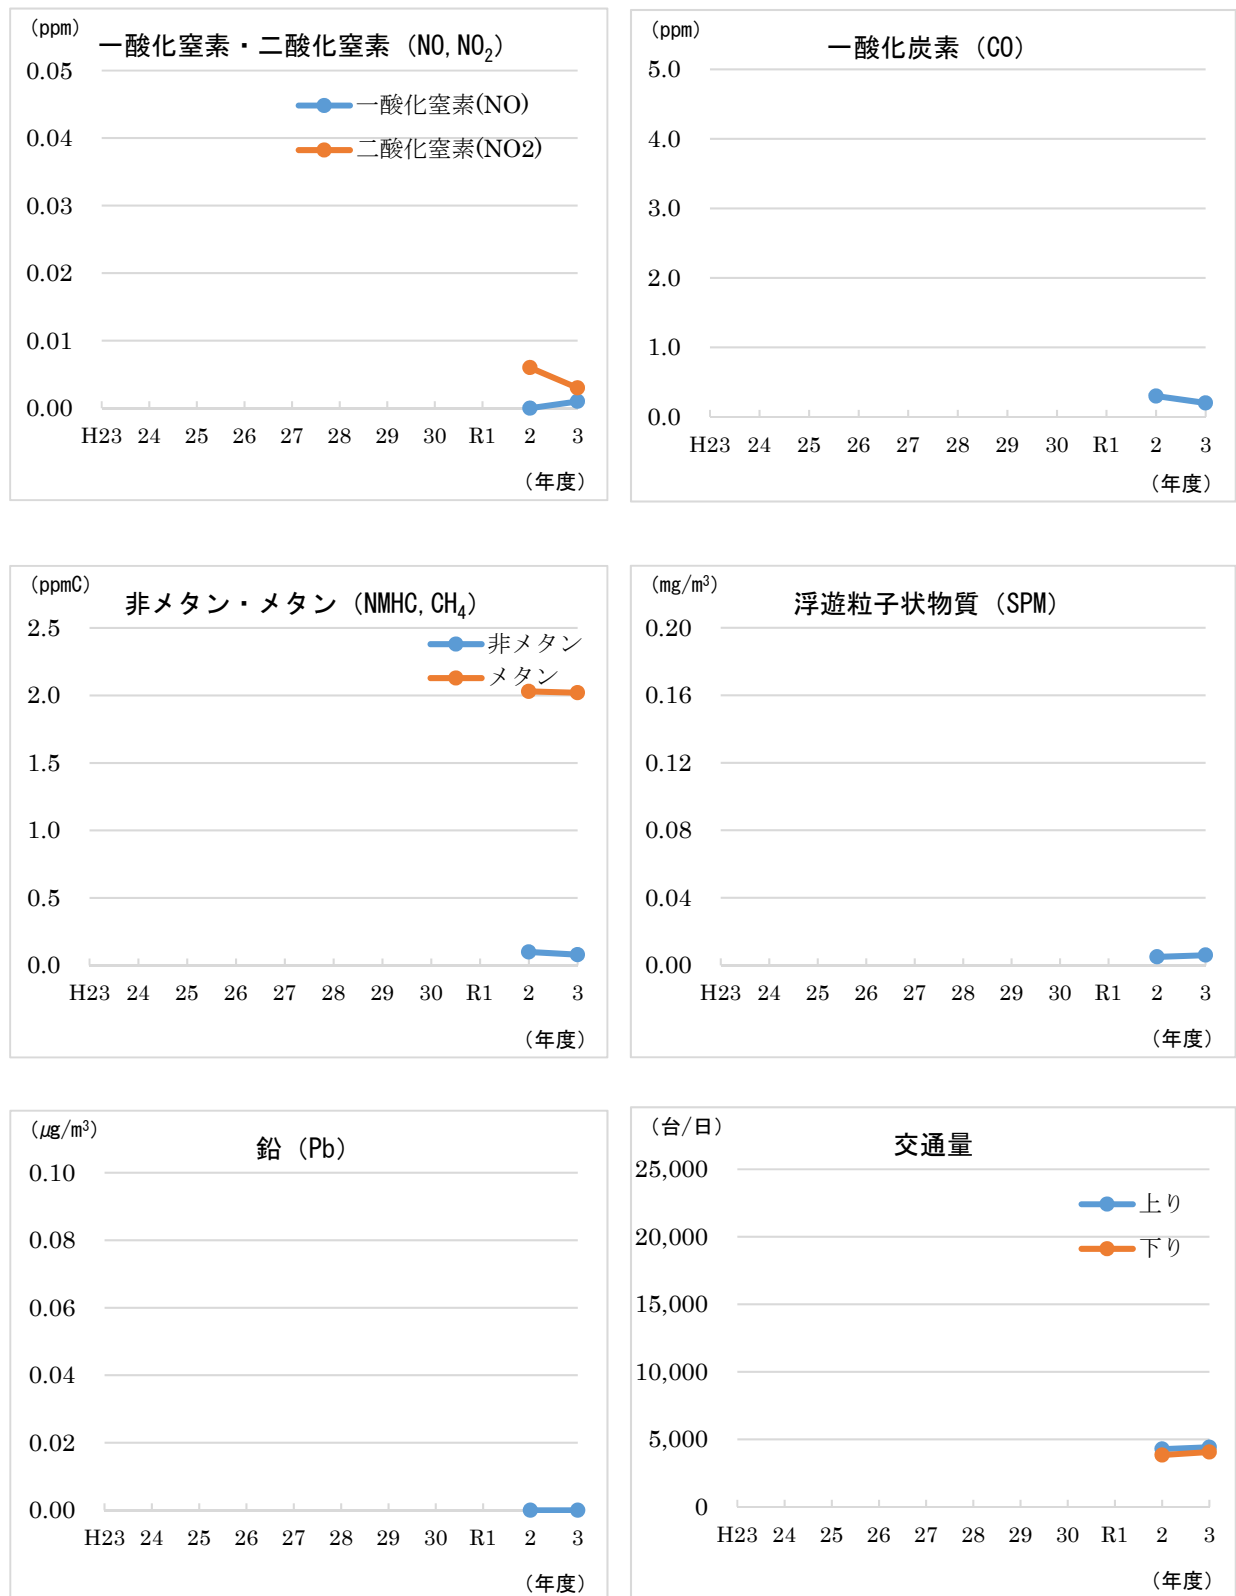 (ppm)
一酸化窒素・二酸化窒素（NO,NO₂）
0.05
一酸化窒素(NO)
0.04
二酸化窒素(NO2)
0.03
0.02
0.01
0.00
H23 24 25 26 27 28 29 30 R1 2 3
（年度）
(ppm)
一酸化炭素（CO）
5.0
4.0
3.0
2.0
1.0
0.0
H23 24 25 26 27 28 29 30 R1 2 3
（年度）
(ppmC)
非メタン・メタン（NMHC,CH₄）
2.5
非メタン
メタン
2.0
1.5
1.0
0.5
0.0
H23 24 25 26 27 28 29 30 R1 2 3
（年度）
(mg/m³)
浮遊粒子状物質（SPM）
0.20
0.16
0.12
0.08
0.04
0.00
H23 24 25 26 27 28 29 30 R1 2 3
（年度）
(μg/m³)
鉛（Pb）
0.10
0.08
0.06
0.04
0.02
0.00
H23 24 25 26 27 28 29 30 R1 2 3
（年度）
(台/日)
交通量
25,000
上り
20,000
下り
15,000
10,000
5,000
0
H23 24 25 26 27 28 29 30 R1 2 3
（年度）